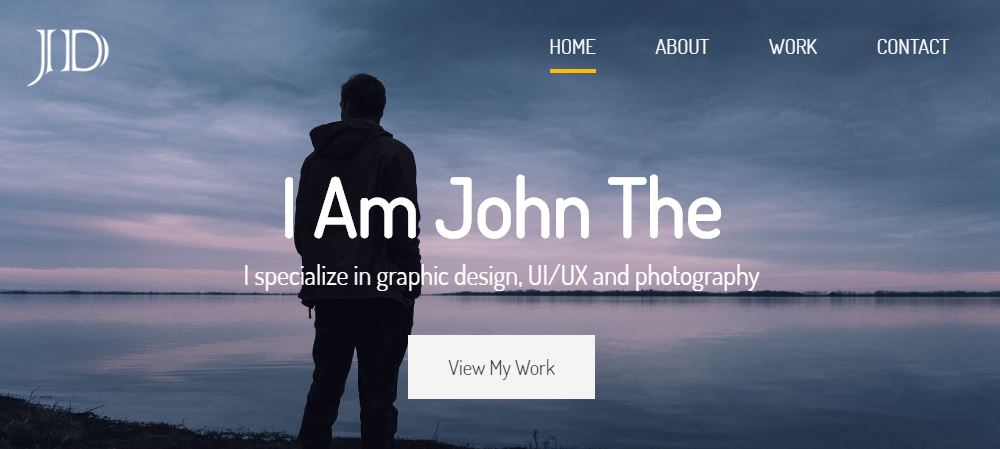 JD
HOME ABOUT WORK CONTACT
I Am John The
I specialize in graphic design, UI/UX and photography
View My Work